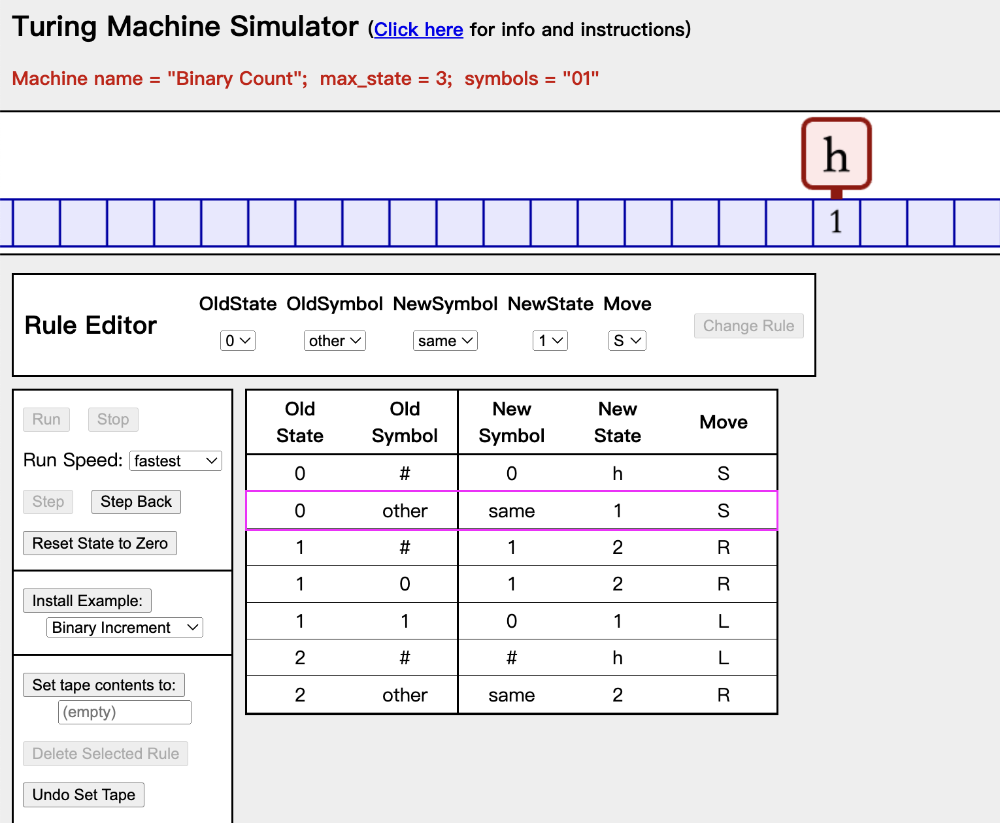 Turing Machine Simulator (Click here for info and instructions)
Machine name = "Binary Count";  max_state = 3;  symbols = "01"
h
1
Rule Editor
OldState OldSymbol NewSymbol NewState Move
0 other same 1 S
Change Rule
Run Stop
Run Speed: fastest
Step Step Back
Reset State to Zero
Install Example:
Binary Increment
Set tape contents to:
(empty)
Delete Selected Rule
Undo Set Tape
Old State Old Symbol New Symbol New State Move
0 # 0 h S
0 other same 1 S
1 # 1 2 R
1 0 1 2 R
1 1 0 1 L
2 # # h L
2 other same 2 R